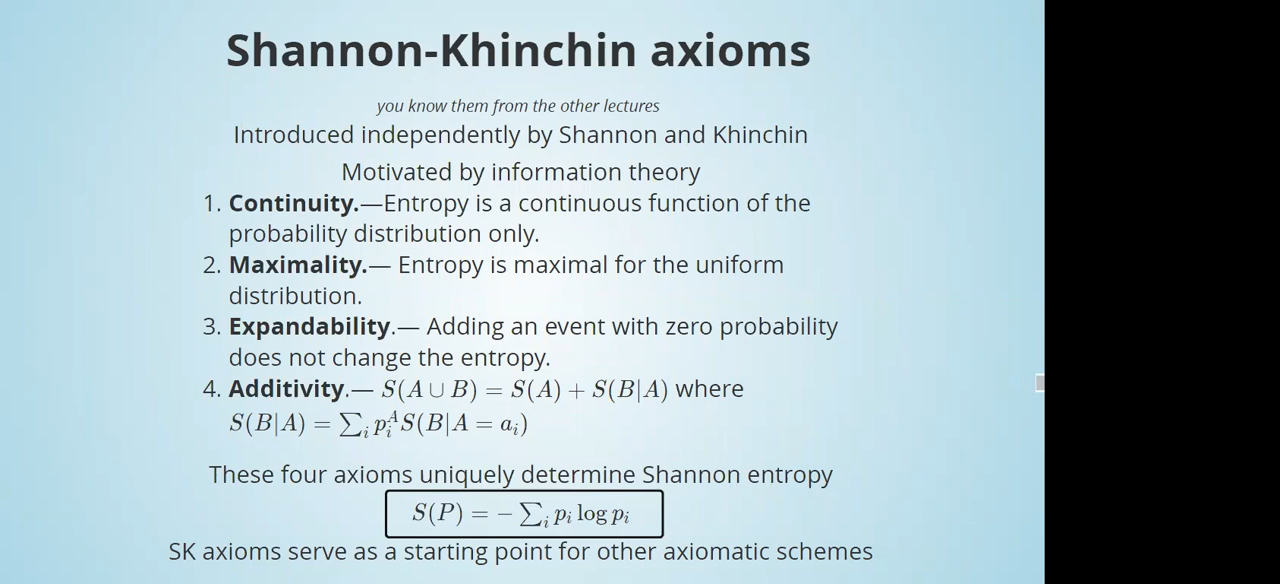 Shannon-Khinchin axioms
you know them from the other lectures
Introduced independently by Shannon and Khinchin
Motivated by information theory
1. Continuity.—Entropy is a continuous function of the
probability distribution only.
2. Maximality.— Entropy is maximal for the uniform
distribution.
3. Expandability.— Adding an event with zero probability
does not change the entropy.
4. Additivity.— S(A ∪ B) = S(A) + S(B|A) where
S(B|A) = ∑ᵢ pᵢᴬ S(B|A = aᵢ)
These four axioms uniquely determine Shannon entropy
S(P) = − ∑ᵢ pᵢ log pᵢ
SK axioms serve as a starting point for other axiomatic schemes